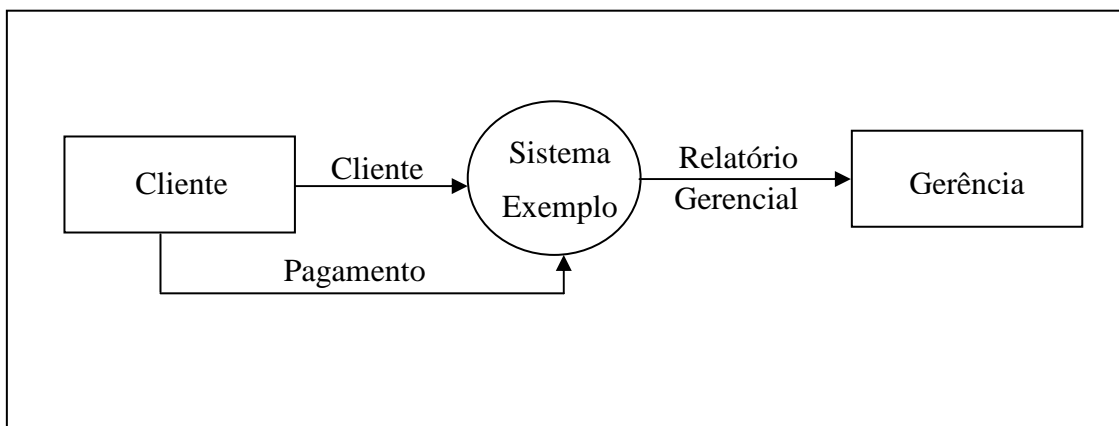 Cliente
Cliente
Pagamento
Sistema
Exemplo
Relatório
Gerencial
Gerência